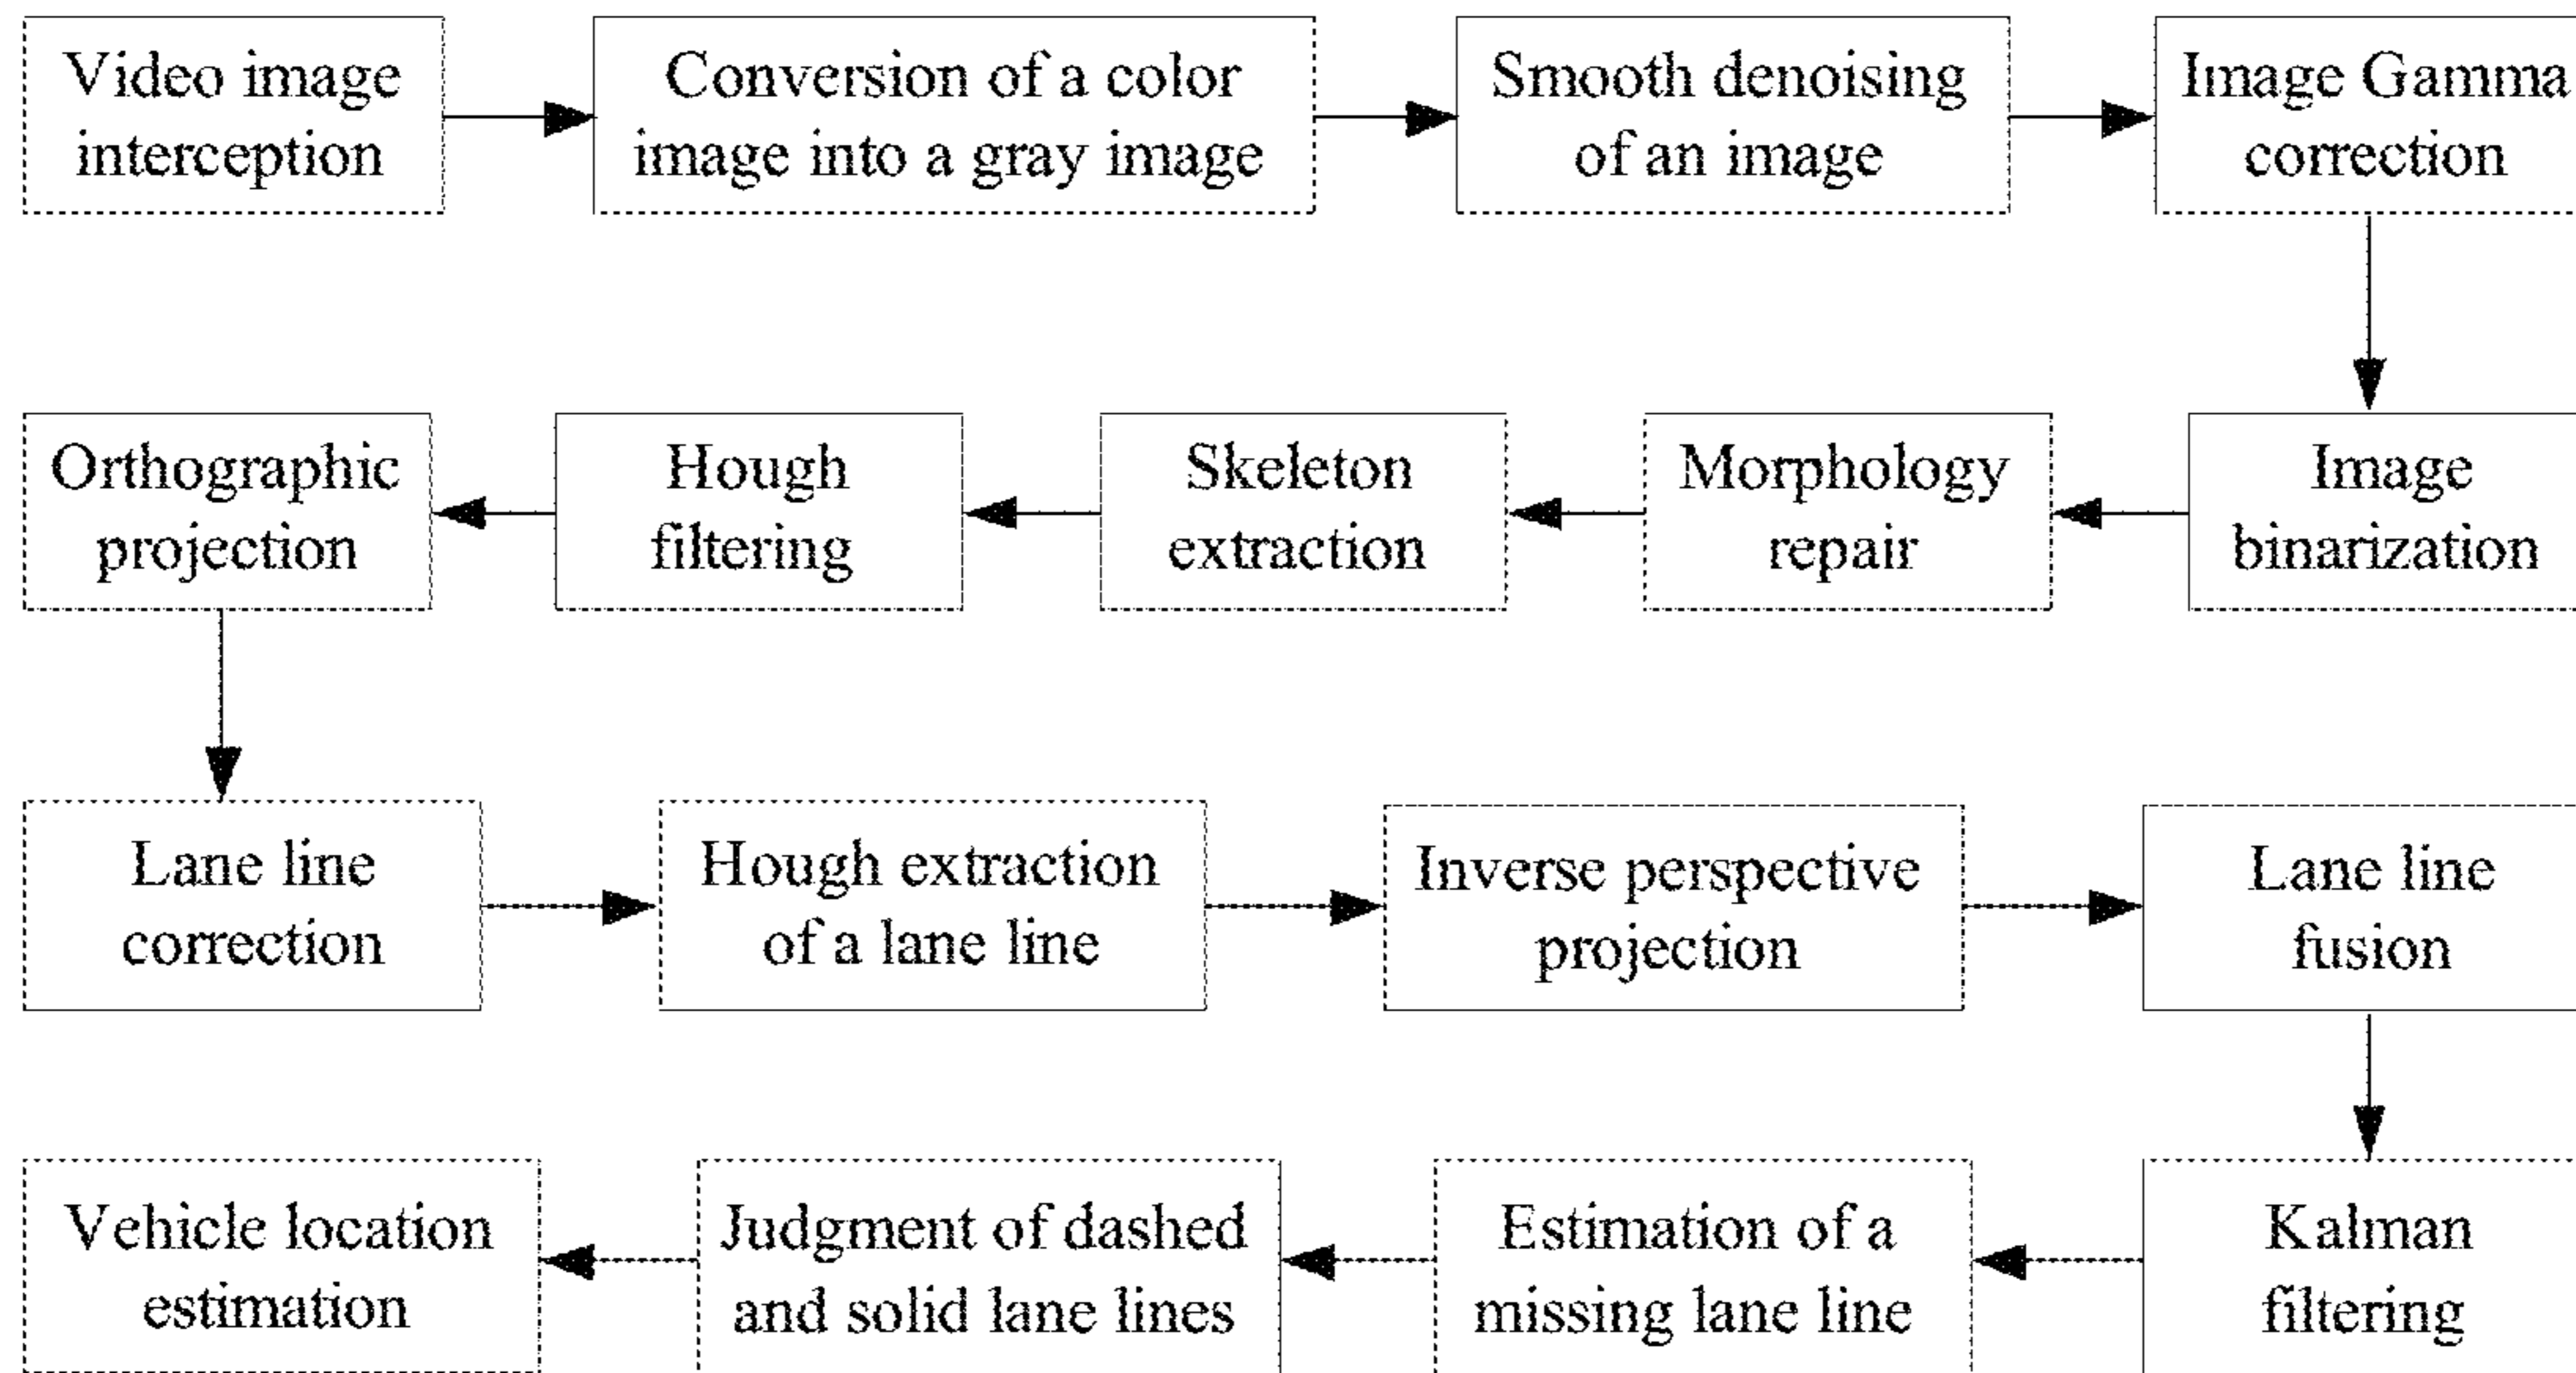 Video image
interception
Conversion of a color
image into a gray image
Smooth denoising
of an image
Image Gamma
correction
Orthographic
projection
Hough
filtering
Skeleton
extraction
Morphology
repair
Image
binarization
Lane line
correction
Hough extraction
of a lane line
Inverse perspective
projection
Lane line
fusion
Vehicle location
estimation
Judgment of dashed
and solid lane lines
Estimation of a
missing lane line
Kalman
filtering